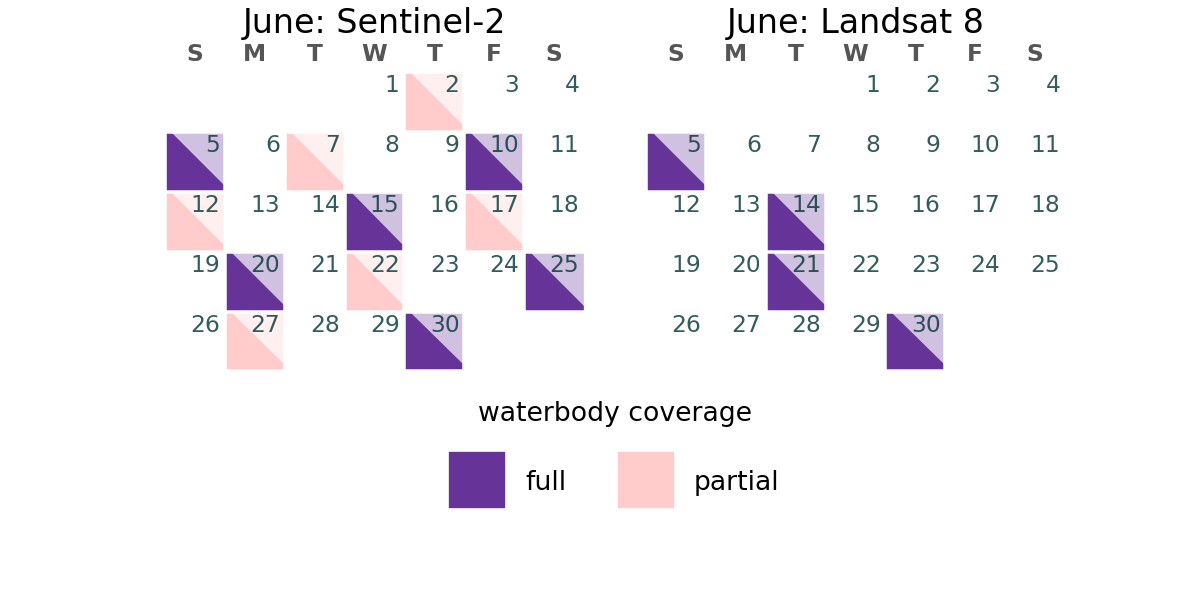 June: Sentinel-2
S M T W T F S
1 2 3 4
5 6 7 8 9 10 11
12 13 14 15 16 17 18
19 20 21 22 23 24 25
26 27 28 29 30
June: Landsat 8
S M T W T F S
1 2 3 4
5 6 7 8 9 10 11
12 13 14 15 16 17 18
19 20 21 22 23 24 25
26 27 28 29 30
waterbody coverage
full partial